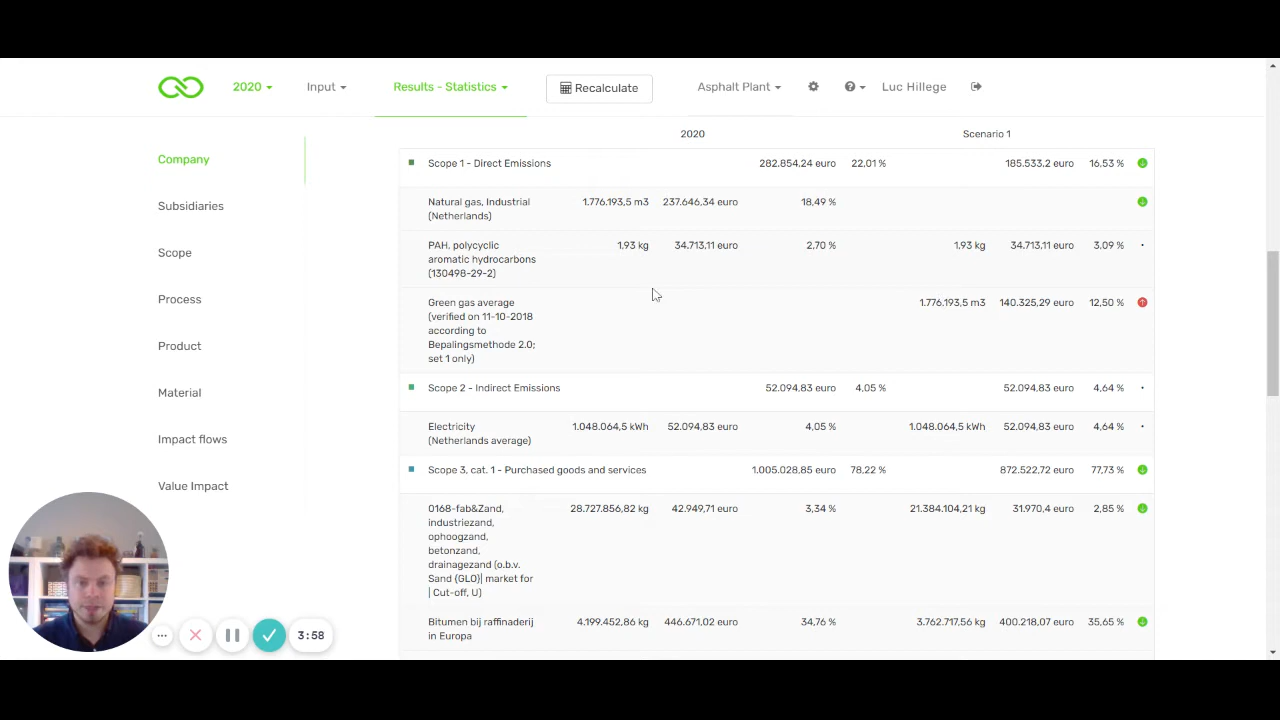 2020
Input
Results - Statistics
Recalculate
Asphalt Plant
Luc Hillege
Company
Subsidiaries
Scope
Process
Product
Material
Impact flows
Value Impact
2020 Scenario 1
Scope 1 - Direct Emissions 282.854,24 euro 22,01 % 185.533,2 euro 16,53 %
Natural gas, Industrial 1.776.193,5 m3 237.646,34 euro 18,49 %
(Netherlands)
PAH, polycyclic 1,93 kg 34.713,11 euro 2,70 % 1,93 kg 34.713,11 euro 3,09 %
aromatic hydrocarbons
(130498-29-2)
Green gas average 1.776.193,5 m3 140.325,29 euro 12,50 %
(verified on 11-10-2018
according to
Bepalingsmethode 2.0;
set 1 only)
Scope 2 - Indirect Emissions 52.094,83 euro 4,05 % 52.094,83 euro 4,64 %
Electricity 1.048.064,5 kWh 52.094,83 euro 4,05 % 1.048.064,5 kWh 52.094,83 euro 4,64 %
(Netherlands average)
Scope 3, cat. 1 - Purchased goods and services 1.005.028,85 euro 78,22 % 872.522,72 euro 77,73 %
0168-fab&Zand, 28.727.856,82 kg 42.949,71 euro 3,34 % 21.384.104,21 kg 31.970,4 euro 2,85 %
industriezand,
ophoogzand,
betonzand,
drainagezand (o.b.v.
Sand {GLO}| market for
| Cut-off, U)
Bitumen bij raffinaderij 4.199.452,86 kg 446.671,02 euro 34,76 % 3.762.717,56 kg 400.218,07 euro 35,65 %
in Europa
3:58